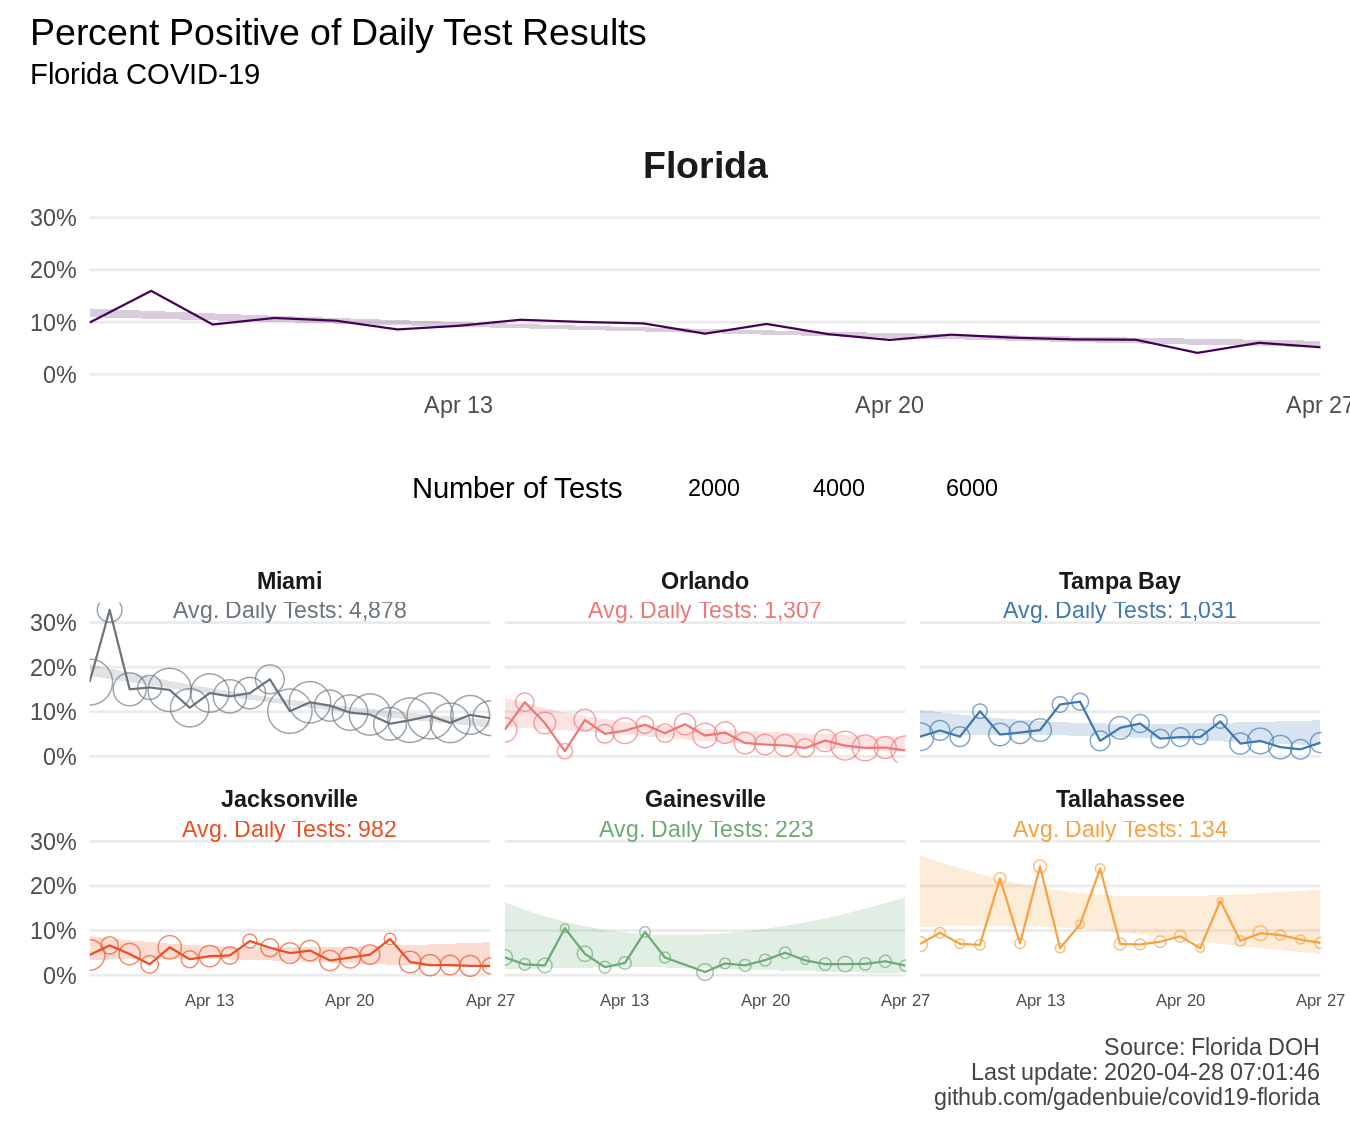 Percent Positive of Daily Test Results
Florida COVID-19
Florida
30%
20%
10%
0%
Apr 13 Apr 20 Apr 27
Number of Tests 2000 4000 6000
Miami Orlando Tampa Bay
Avg. Daily Tests: 4,878 Avg. Daily Tests: 1,307 Avg. Daily Tests: 1,031
30%
20%
10%
0%
Jacksonville Gainesville Tallahassee
Avg. Daily Tests: 982 Avg. Daily Tests: 223 Avg. Daily Tests: 134
30%
20%
10%
0%
Apr 13 Apr 20 Apr 27 Apr 13 Apr 20 Apr 27 Apr 13 Apr 20 Apr 27
Source: Florida DOH
Last update: 2020-04-28 07:01:46
github.com/gadenbuie/covid19-florida